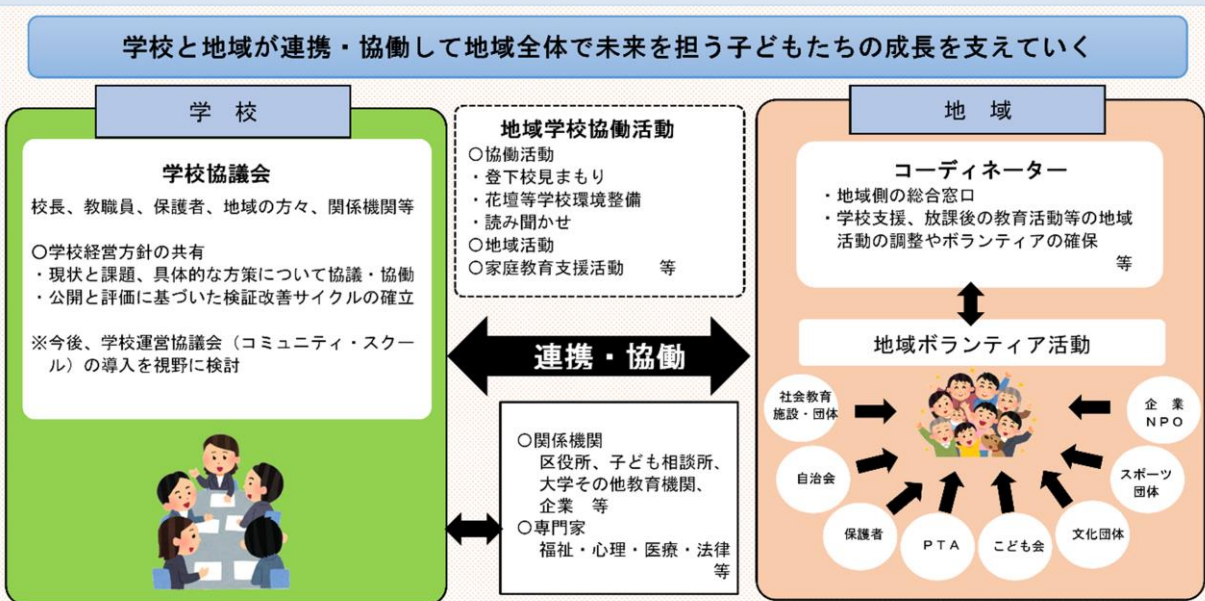 学校と地域が連携・協働して地域全体で未来を担う子どもたちの成長を支えていく
学　校
学校協議会
校長、教職員、保護者、地域の方々、関係機関等
○学校経営方針の共有
・現状と課題、具体的な方策について協議・協働
・公開と評価に基づいた検証改善サイクルの確立
※今後、学校運営協議会（コミュニティ・スクー
ル）の導入を視野に検討
地域学校協働活動
○協働活動
・登下校見まもり
・花壇等学校環境整備
・読み聞かせ
○地域活動
○家庭教育支援活動　　等
連携・協働
○関係機関
区役所、子ども相談所、
大学その他教育機関、
企業　等
○専門家
福祉・心理・医療・法律
等
地　域
コーディネーター
・地域側の総合窓口
・学校支援、放課後の教育活動等の地域
活動の調整やボランティアの確保
等
地域ボランティア活動
社会教育
施設・団体
自治会
保護者
ＰＴＡ
こども会
文化団体
スポーツ
団体
企　業
ＮＰＯ